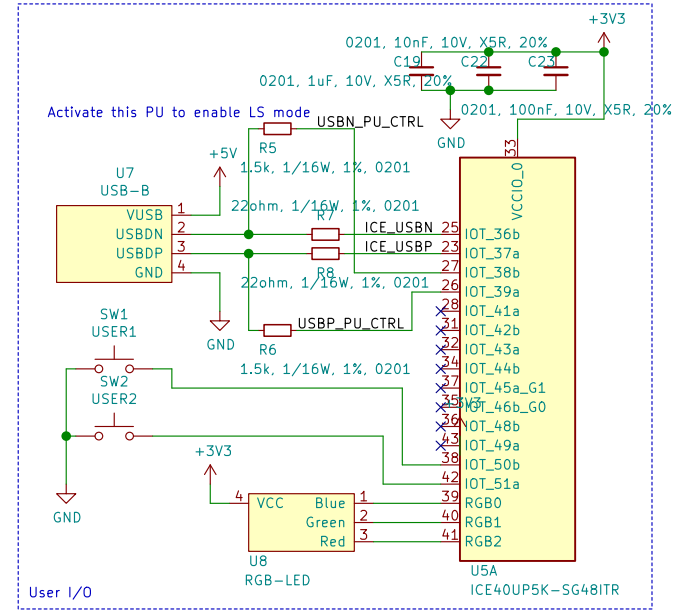 +3V3
0201, 10nF, 10V, X5R, 20%
C19 C22 C23
0201, 1uF, 10V, X5R, 20%
0201, 100nF, 10V, X5R, 20%
GND
Activate this PU to enable LS mode
USBN_PU_CTRL
R5
1.5k, 1/16W, 1%, 0201
+5V
U7
USB-B
VUSB 1
USBDN 2
USBDP 3
GND 4
22ohm, 1/16W, 1%, 0201
R7
ICE_USBN
ICE_USBP
R8
22ohm, 1/16W, 1%, 0201
USBP_PU_CTRL
R6
1.5k, 1/16W, 1%, 0201
GND
SW1
USER1
SW2
USER2
GND
+3V3
4 VCC
Blue 1
Green 2
Red 3
U8
RGB-LED
33
VCCIO_0
25 IOT_36b
23 IOT_37a
27 IOT_38b
26 IOT_39a
28 IOT_41a
31 IOT_42b
32 IOT_43a
34 IOT_44b
37 IOT_45a_G1
35 IOT_46b_G0
+3V3
36 IOT_48b
43 IOT_49a
38 IOT_50b
42 IOT_51a
39 RGB0
40 RGB1
41 RGB2
U5A
ICE40UP5K-SG48ITR
User I/O